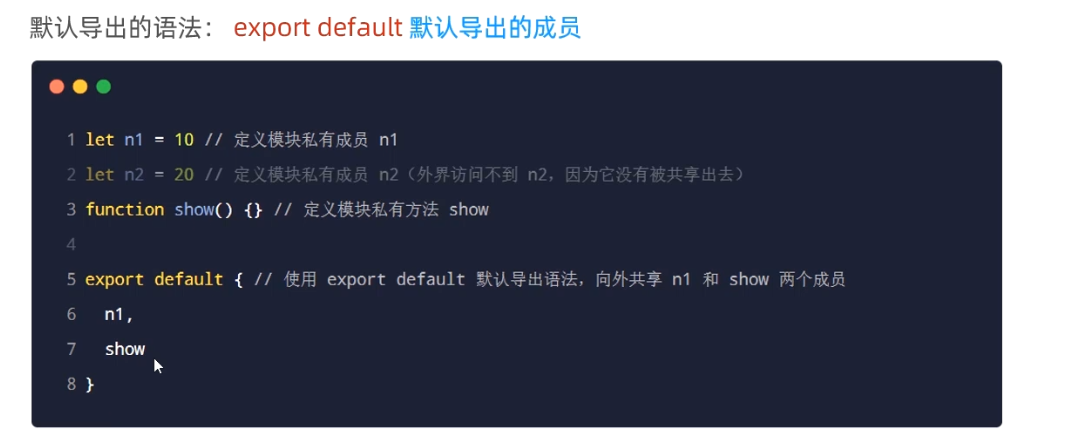 默认导出的语法： export default 默认导出的成员
1 let n1 = 10 // 定义模块私有成员 n1
2 let n2 = 20 // 定义模块私有成员 n2（外界访问不到 n2，因为它没有被共享出去）
3 function show() {} // 定义模块私有方法 show
4
5 export default { // 使用 export default 默认导出语法，向外共享 n1 和 show 两个成员
6   n1,
7   show
8 }